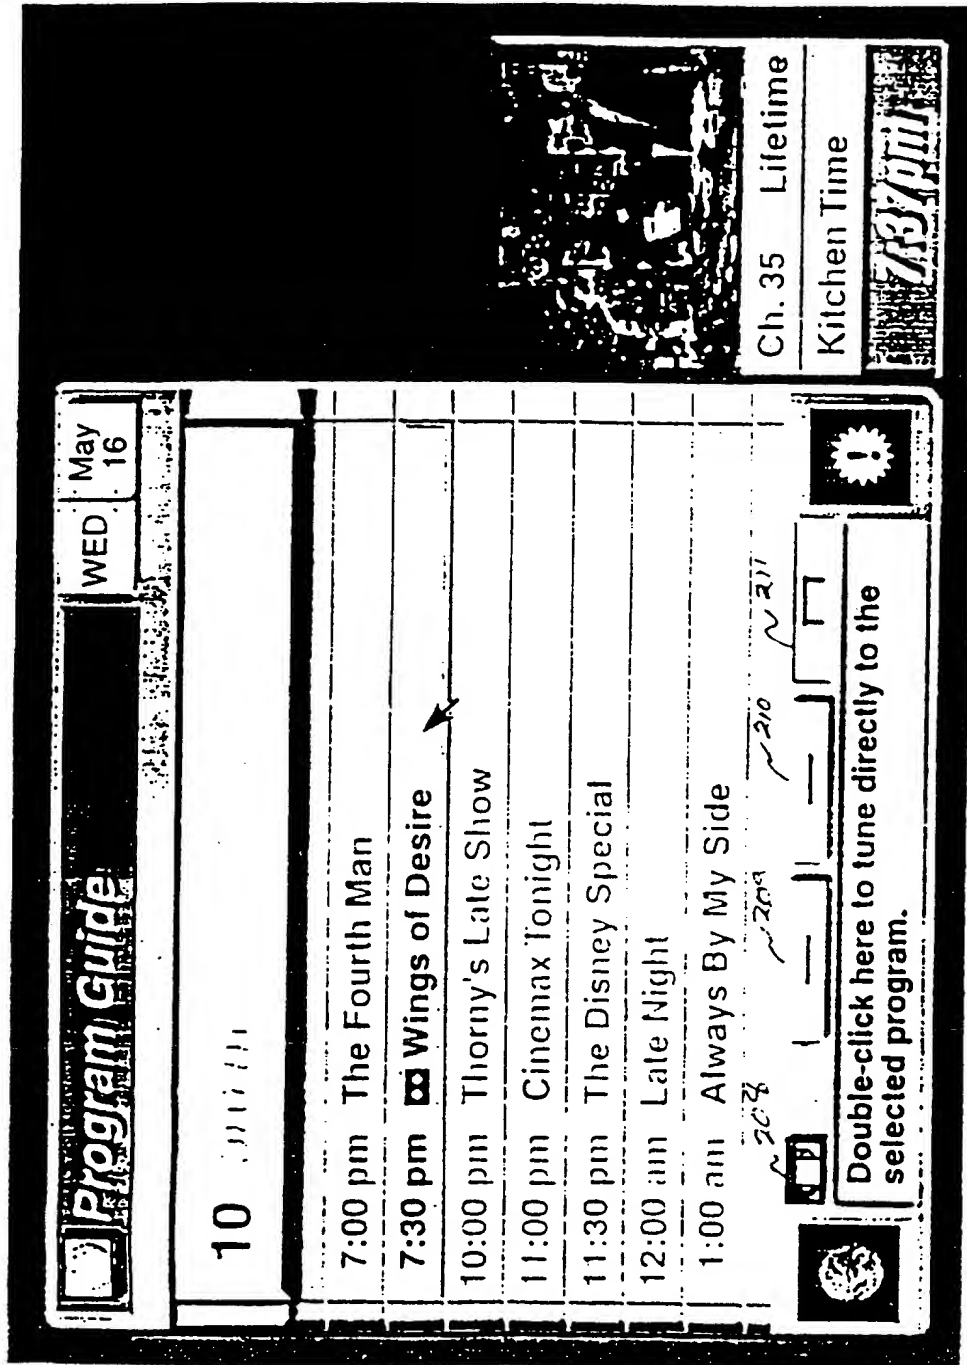 Program Guide
WED May 16
10
7:00 pm The Fourth Man
7:30 pm Wings of Desire
10:00 pm Thorny's Late Show
11:00 pm Cinemax Tonight
11:30 pm The Disney Special
12:00 am Late Night
1:00 am Always By My Side
208 209 210 211
Double-click here to tune directly to the
selected program.
!
Ch. 35 Lifetime
Kitchen Time
7:37pm